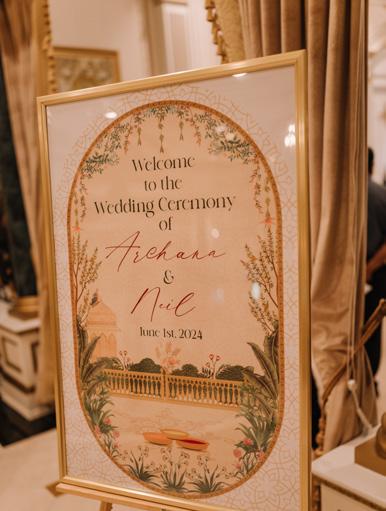 Welcome
to the
Wedding Ceremony
of
Archana
&
Neil
June 1st, 2024